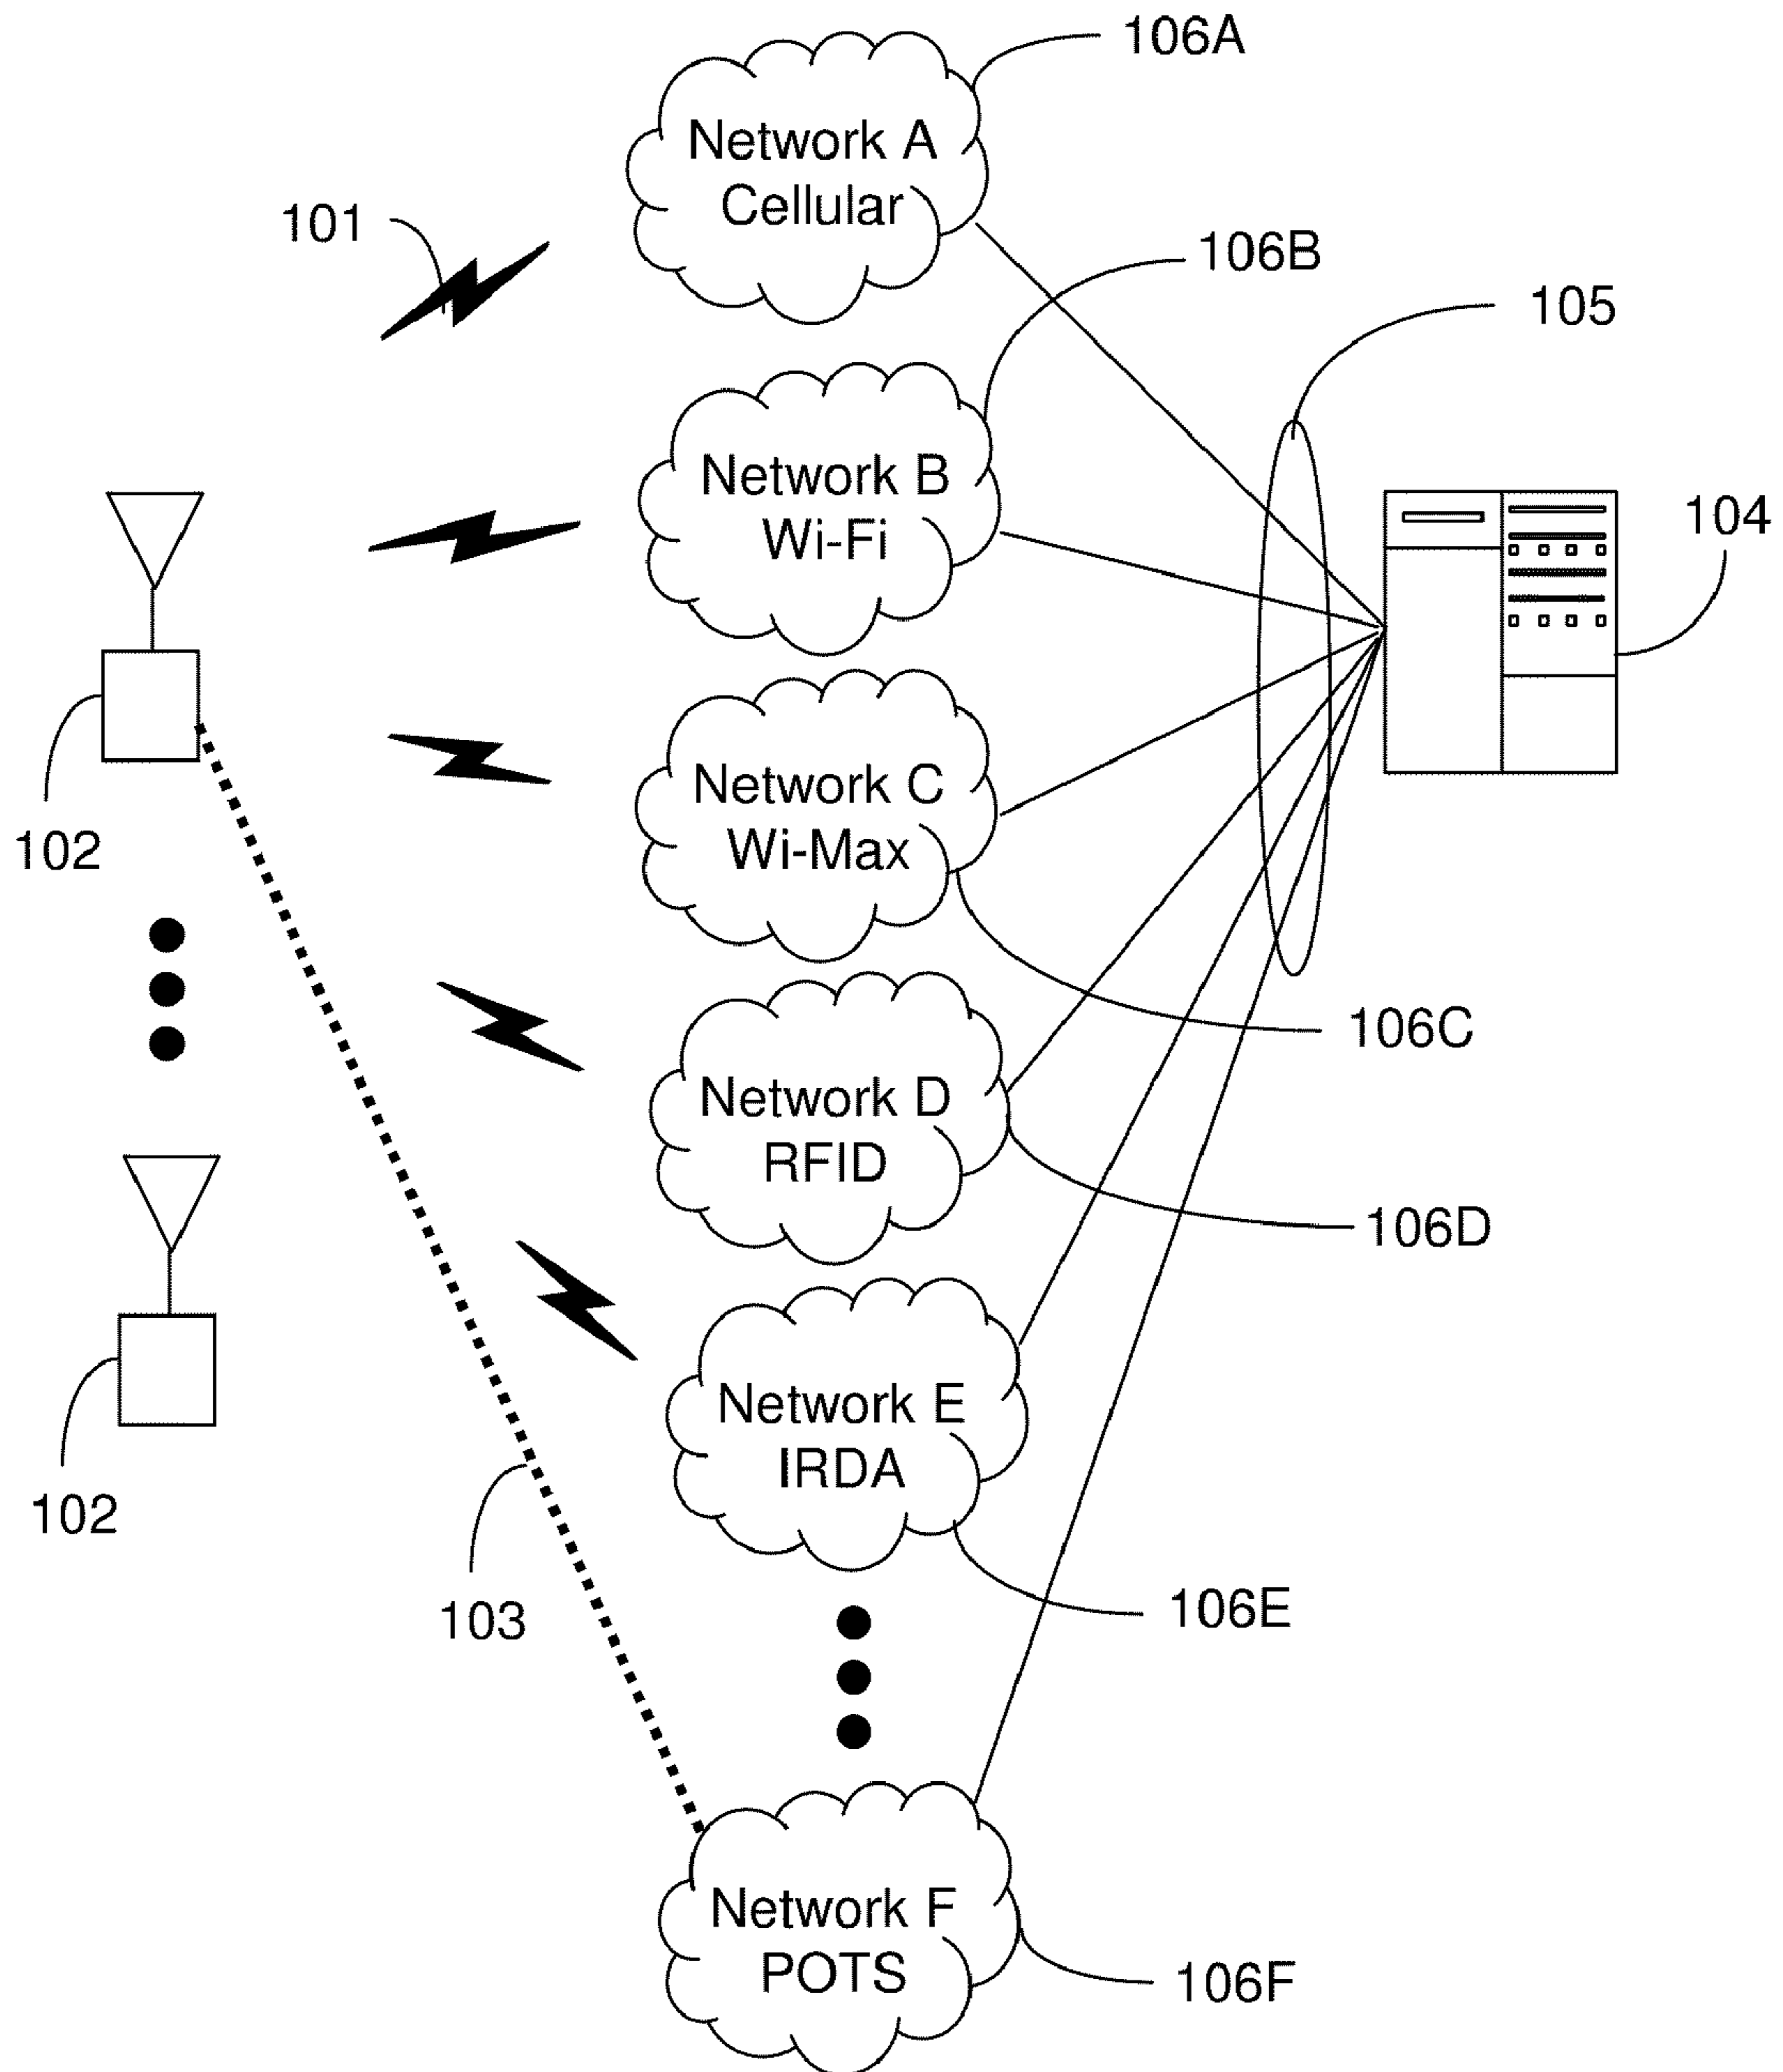 106A
Network A
Cellular
101
106B
105
Network B
Wi-Fi
104
Network C
Wi-Max
102
106C
Network D
RFID
106D
Network E
IRDA
102
103
106E
Network F
POTS
106F